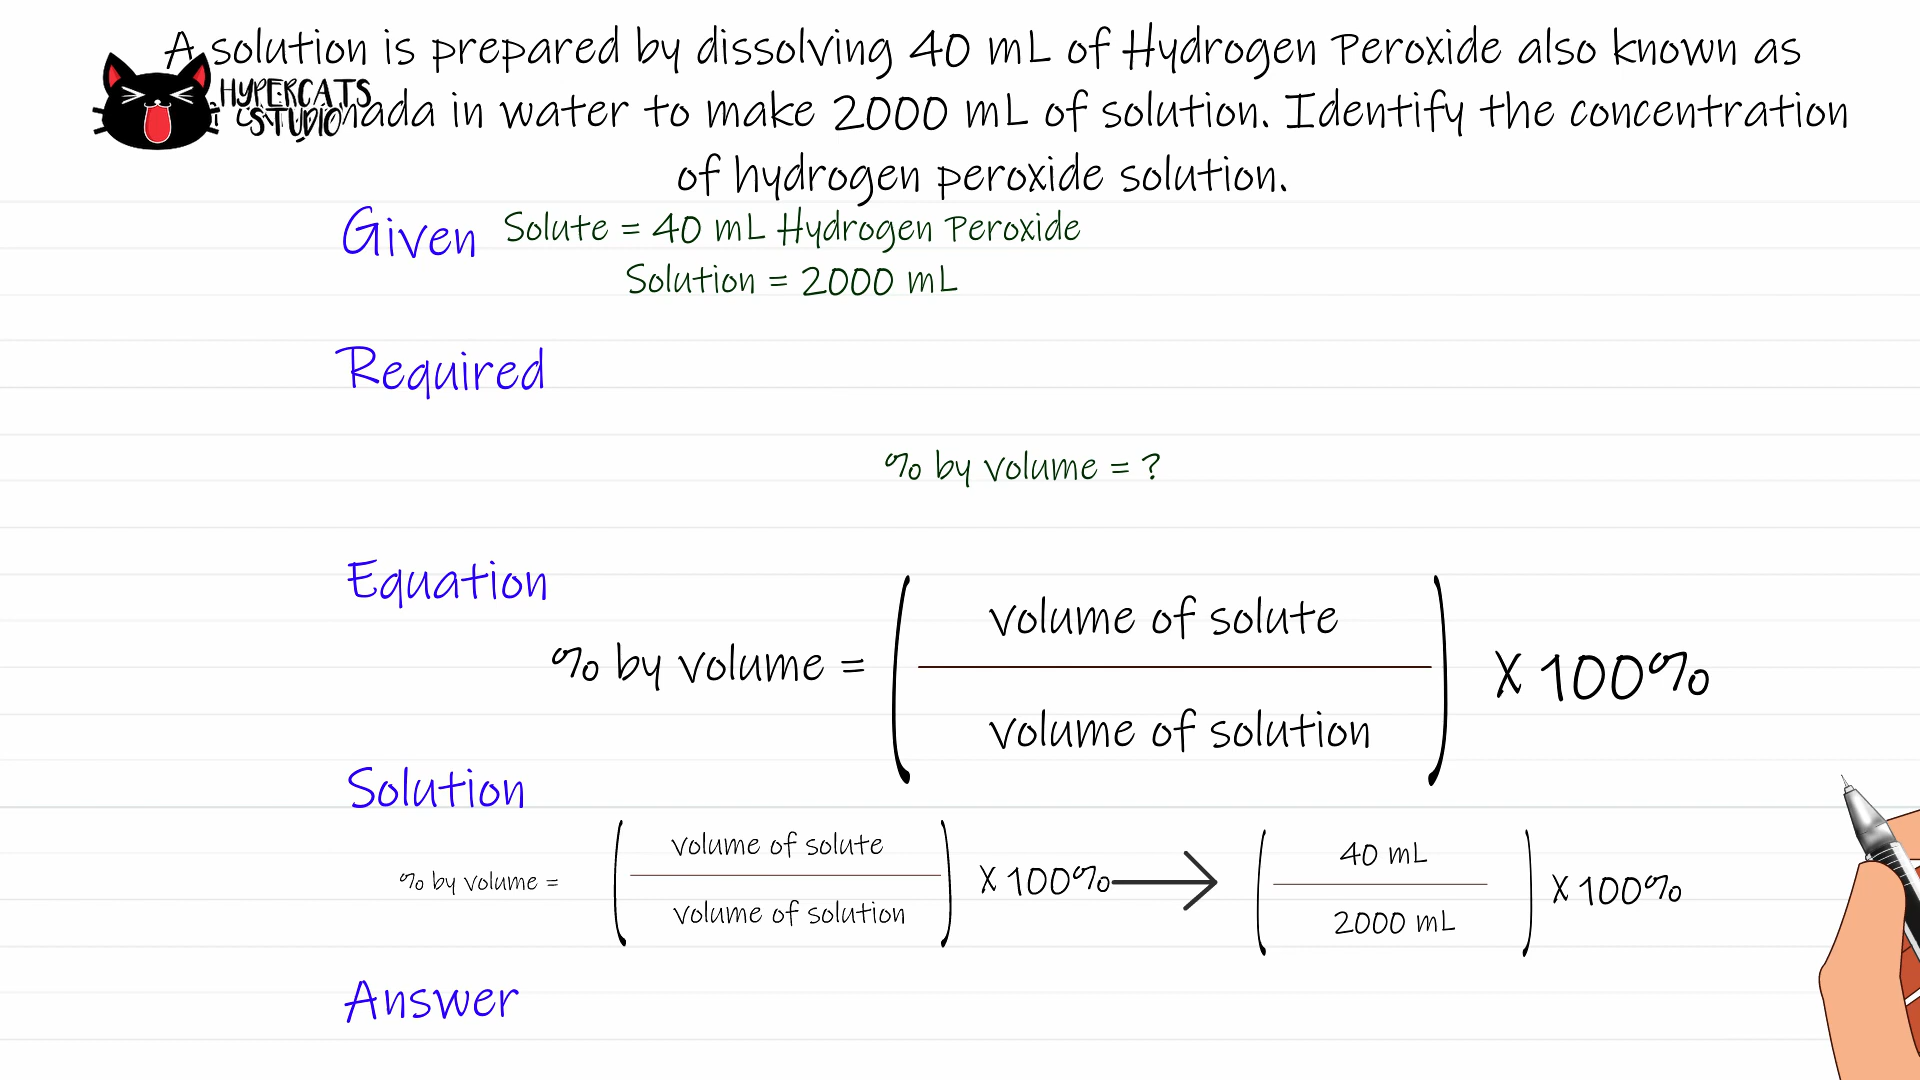 A solution is prepared by dissolving 40 mL of Hydrogen Peroxide also known as
HYPERCATS
STUDIO
in water to make 2000 mL of solution. Identify the concentration
of hydrogen peroxide solution.
Given
Solute = 40 mL Hydrogen Peroxide
Solution = 2000 mL
Required
% by volume = ?
Equation
% by volume =
volume of solute
volume of solution
X 100%
Solution
% by volume =
volume of solute
volume of solution
X 100%
40 mL
2000 mL
X 100%
Answer